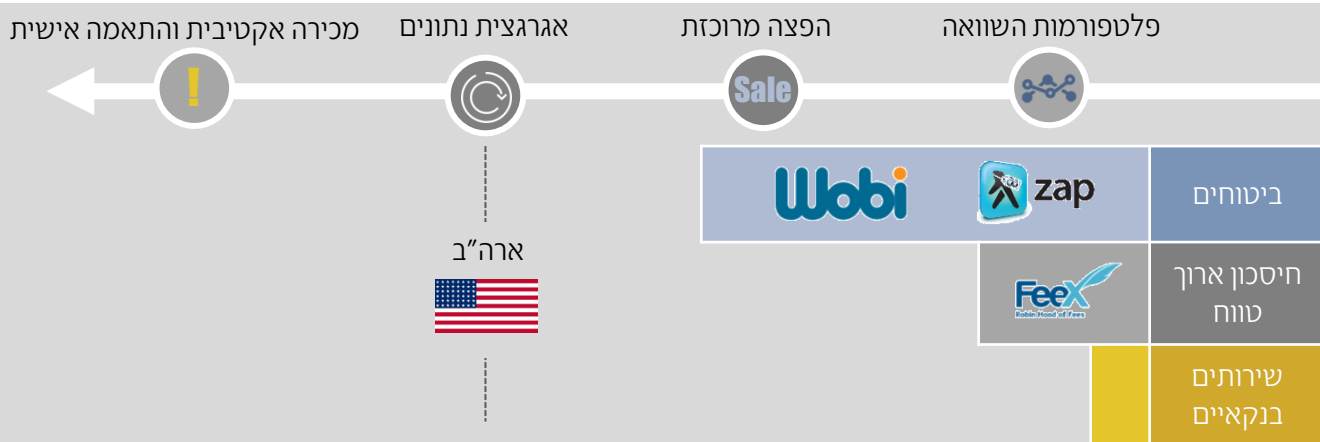 פלטפורמות השוואה
הפצה מרוכזת
אגרגצית נתונים
מכירה אקטיבית והתאמה אישית
Sale
!
ביטוחים
zap
Wobi
ארה"ב
חיסכון ארוך
טווח
FeeX
Robin Hood of Fees
שירותים
בנקאיים